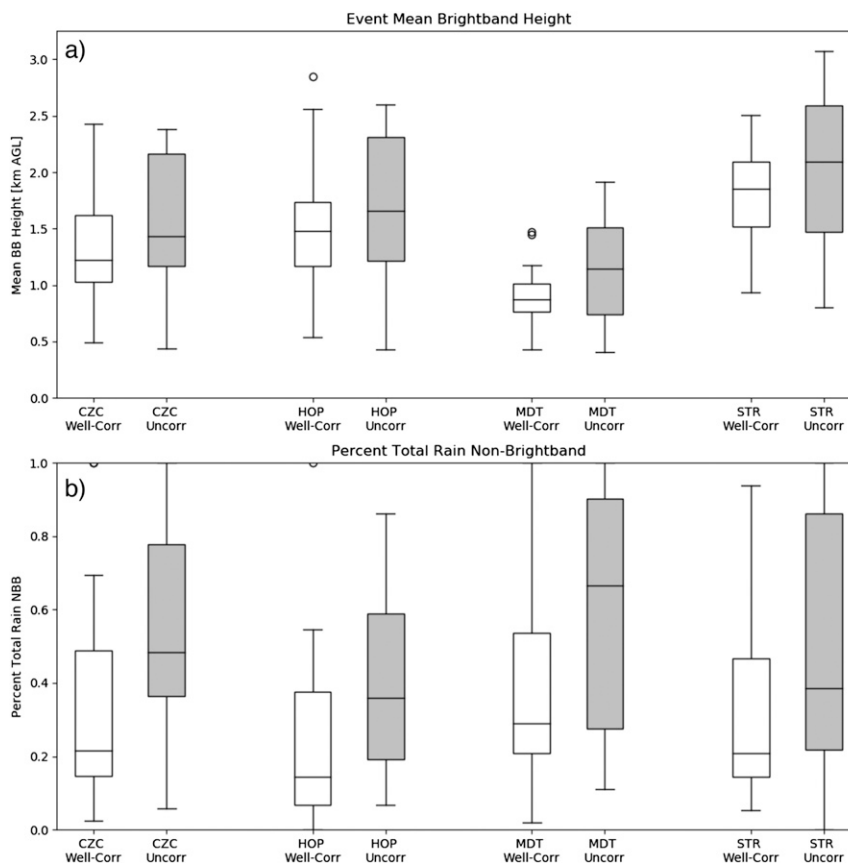 Event Mean Brightband Height
a)
3.0
2.5
2.0
1.5
1.0
0.5
0.0
Mean BB Height [km AGL]
CZC CZC HOP HOP MDT MDT STR STR
Well-Corr Uncorr Well-Corr Uncorr Well-Corr Uncorr Well-Corr Uncorr
Percent Total Rain Non-Brightband
b)
1.0
0.8
0.6
0.4
0.2
0.0
Percent Total Rain NBB
CZC CZC HOP HOP MDT MDT STR STR
Well-Corr Uncorr Well-Corr Uncorr Well-Corr Uncorr Well-Corr Uncorr